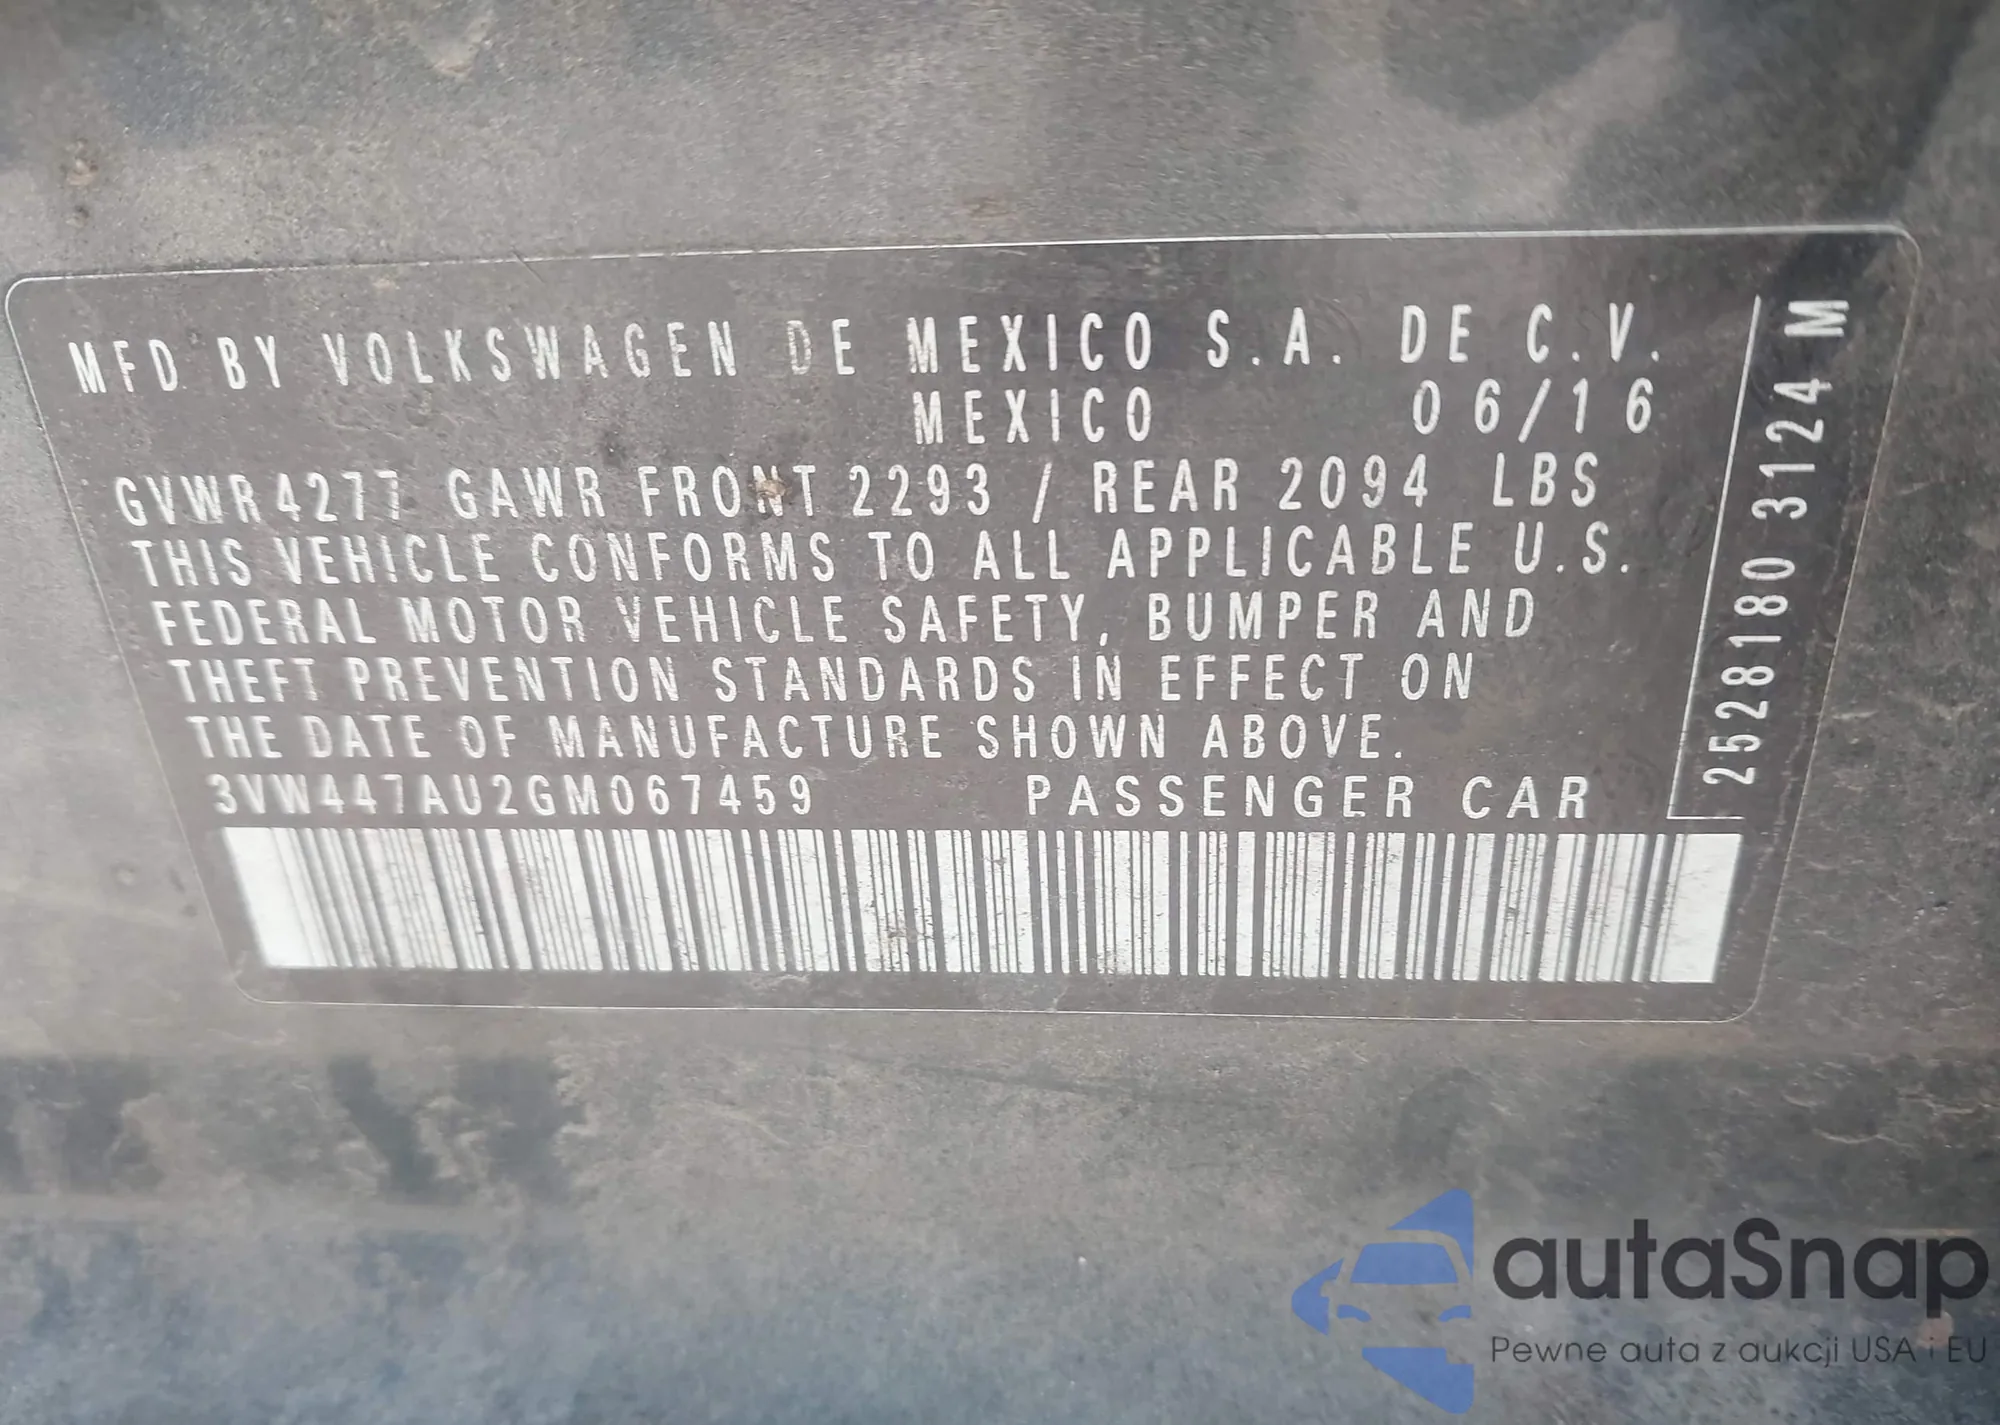 MFD. BY VOLKSWAGEN DE MEXICO S.A. DE C.V.
MEXICO 06/16
GVWR 4277 GAWR FRONT 2293 / REAR 2094 LBS
THIS VEHICLE CONFORMS TO ALL APPLICABLE U.S.
FEDERAL MOTOR VEHICLE SAFETY, BUMPER AND
THEFT PREVENTION STANDARDS IN EFFECT ON
THE DATE OF MANUFACTURE SHOWN ABOVE.
3VW447AU2GM067459 PASSENGER CAR
2528180 3124 M
autaSnap
Pewne auta z aukcji USA i EU